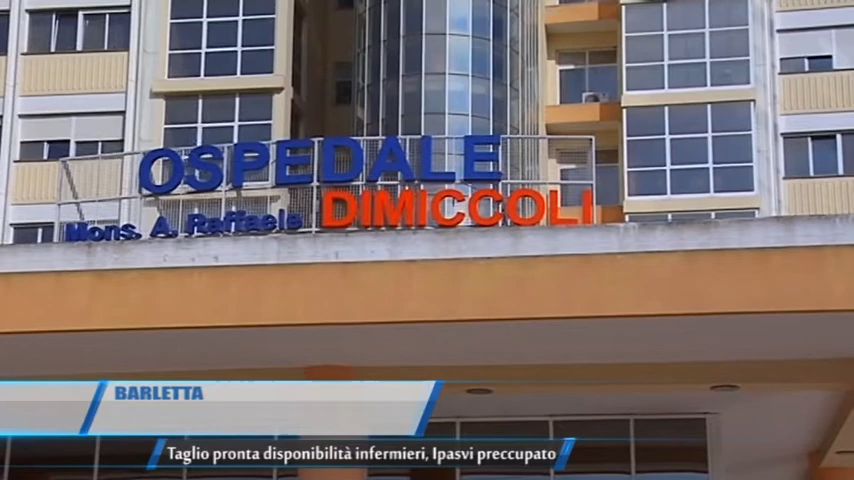 OSPEDALE
Mons. A. Raffaele DIMICCOLI
BARLETTA
Taglio pronta disponibilità infermieri, Ipasvi preccupato